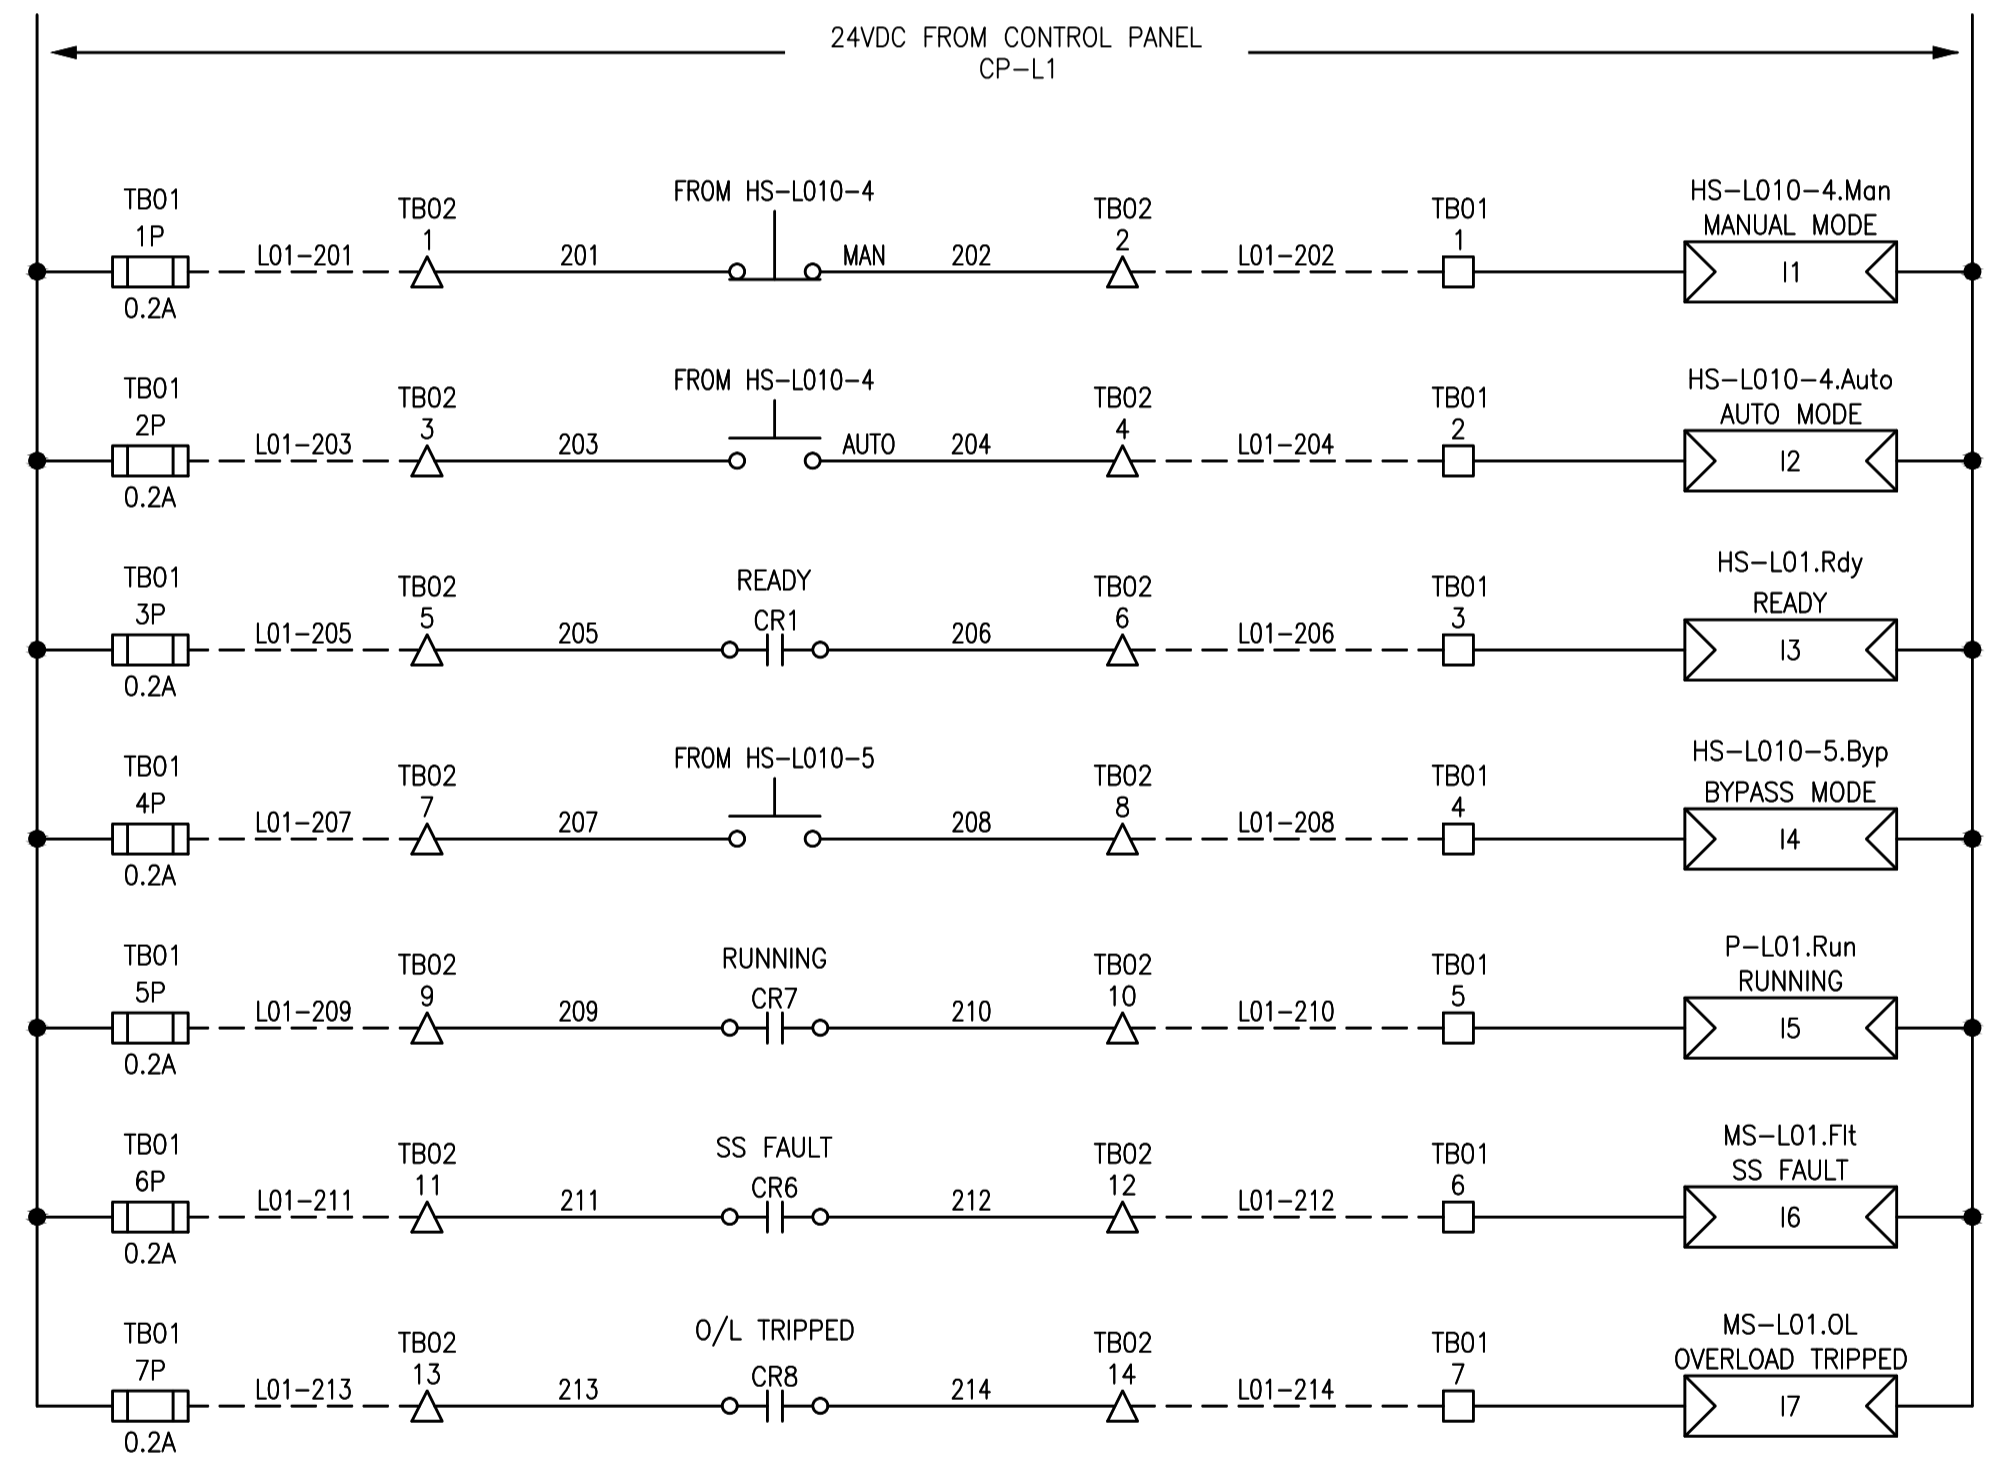 24VDC FROM CONTROL PANEL
CP-L1
TB01
1P
0.2A
L01-201
TB02
1
201
FROM HS-L010-4
MAN
202
TB02
2
L01-202
TB01
1
HS-L010-4.Man
MANUAL MODE
I1
TB01
2P
0.2A
L01-203
TB02
3
203
FROM HS-L010-4
AUTO
204
TB02
4
L01-204
TB01
2
HS-L010-4.Auto
AUTO MODE
I2
TB01
3P
0.2A
L01-205
TB02
5
205
READY
CR1
206
TB02
6
L01-206
TB01
3
HS-L01.Rdy
READY
I3
TB01
4P
0.2A
L01-207
TB02
7
207
FROM HS-L010-5
208
TB02
8
L01-208
TB01
4
HS-L010-5.Byp
BYPASS MODE
I4
TB01
5P
0.2A
L01-209
TB02
9
209
RUNNING
CR7
210
TB02
10
L01-210
TB01
5
P-L01.Run
RUNNING
I5
TB01
6P
0.2A
L01-211
TB02
11
211
SS FAULT
CR6
212
TB02
12
L01-212
TB01
6
MS-L01.Flt
SS FAULT
I6
TB01
7P
0.2A
L01-213
TB02
13
213
O/L TRIPPED
CR8
214
TB02
14
L01-214
TB01
7
MS-L01.OL
OVERLOAD TRIPPED
I7